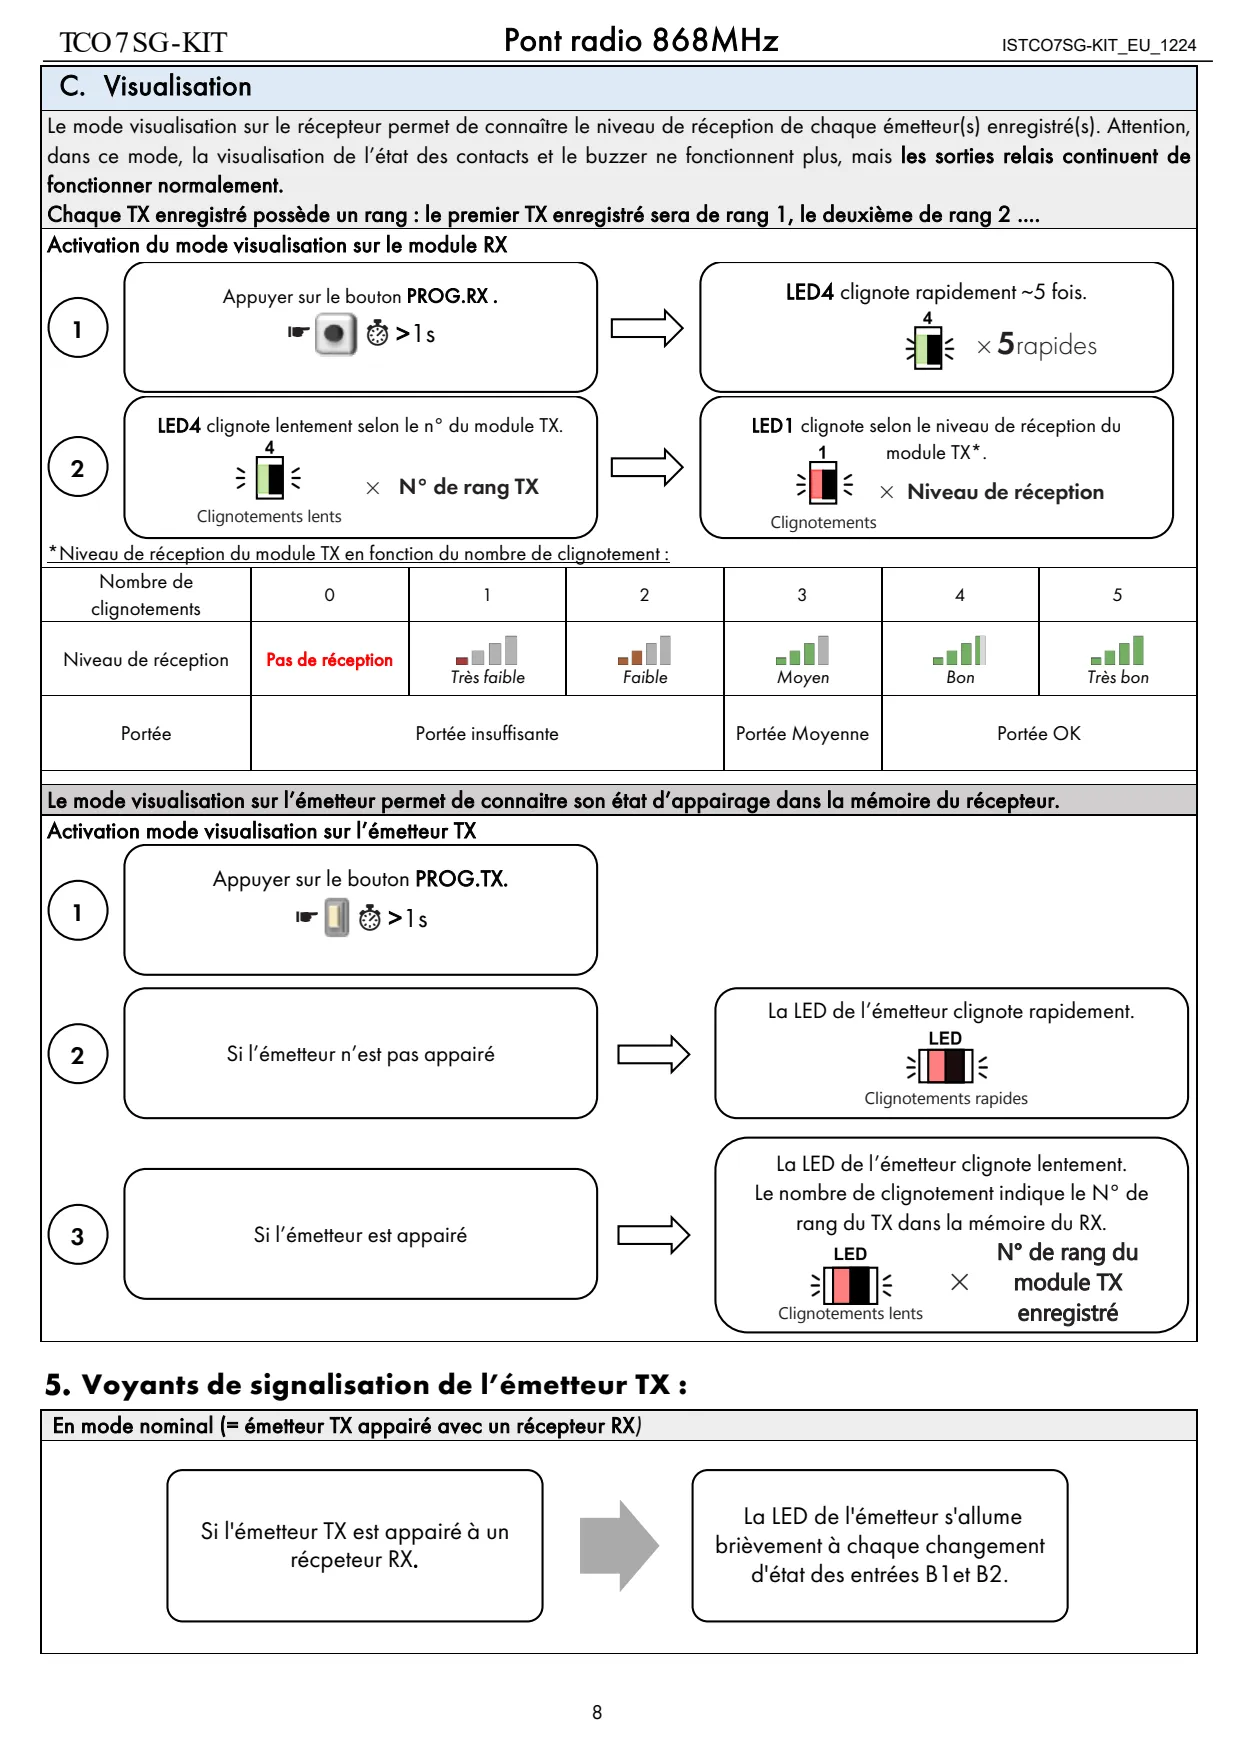 TCO7SG-KIT
Pont radio 868MHz
ISTCO7SG-KIT_EU_1224
C. Visualisation
Le mode visualisation sur le récepteur permet de connaître le niveau de réception de chaque émetteur(s) enregistré(s). Attention,
dans ce mode, la visualisation de l’état des contacts et le buzzer ne fonctionnent plus, mais les sorties relais continuent de
fonctionner normalement.
Chaque TX enregistré possède un rang : le premier TX enregistré sera de rang 1, le deuxième de rang 2 ....
Activation du mode visualisation sur le module RX
1
Appuyer sur le bouton PROG.RX .
>1s
LED4 clignote rapidement ~5 fois.
4
× 5rapides
2
LED4 clignote lentement selon le n° du module TX.
4
× N° de rang TX
Clignotements lents
LED1 clignote selon le niveau de réception du
module TX*.
1
× Niveau de réception
Clignotements
*Niveau de réception du module TX en fonction du nombre de clignotement :
Nombre de
clignotements
0
1
2
3
4
5
Niveau de réception
Pas de réception
Très faible
Faible
Moyen
Bon
Très bon
Portée
Portée insuffisante
Portée Moyenne
Portée OK
Le mode visualisation sur l’émetteur permet de connaitre son état d’appairage dans la mémoire du récepteur.
Activation mode visualisation sur l’émetteur TX
1
Appuyer sur le bouton PROG.TX.
>1s
2
Si l’émetteur n’est pas appairé
La LED de l’émetteur clignote rapidement.
LED
Clignotements rapides
3
Si l’émetteur est appairé
La LED de l’émetteur clignote lentement.
Le nombre de clignotement indique le N° de
rang du TX dans la mémoire du RX.
LED
×
Clignotements lents
N° de rang du
module TX
enregistré
5. Voyants de signalisation de l’émetteur TX :
En mode nominal (= émetteur TX appairé avec un récepteur RX)
Si l'émetteur TX est appairé à un
récpeteur RX.
La LED de l'émetteur s'allume
brièvement à chaque changement
d'état des entrées B1et B2.
8